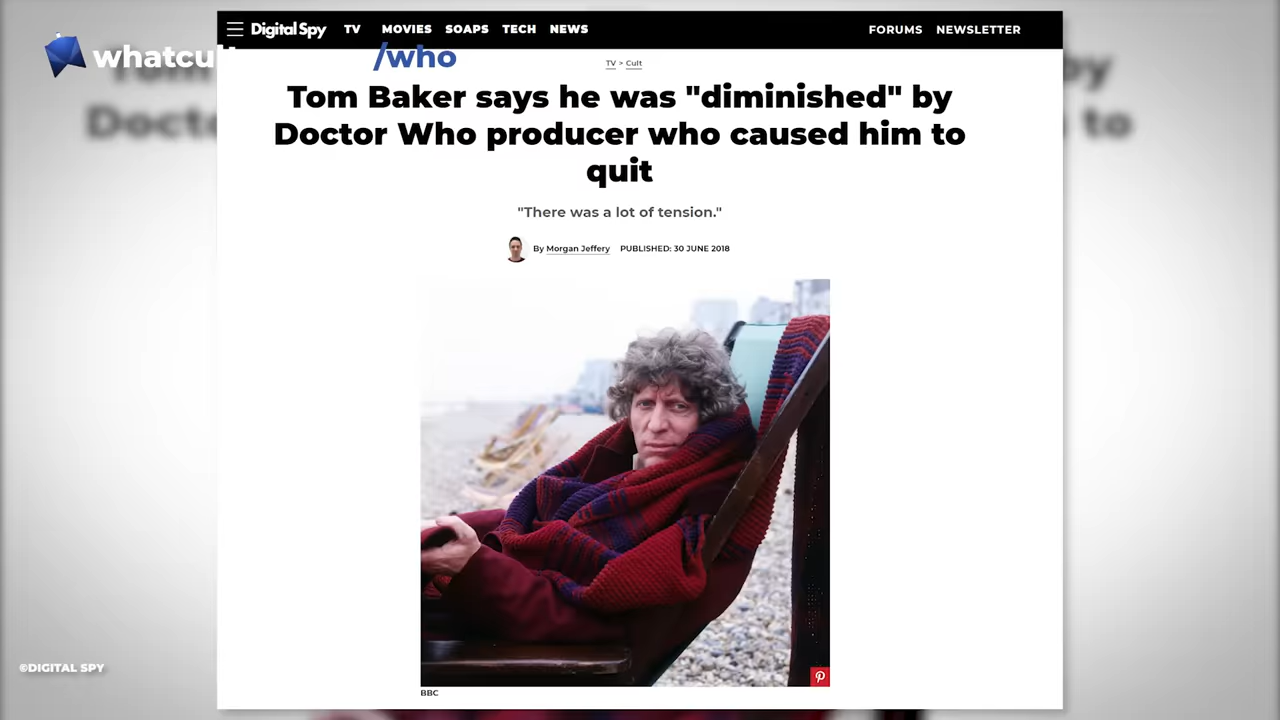 Digital Spy TV MOVIES SOAPS TECH NEWS FORUMS NEWSLETTER
whatcul /who
TV > Cult
Tom Baker says he was "diminished" by
Doctor Who producer who caused him to
quit
"There was a lot of tension."
By Morgan Jeffery PUBLISHED: 30 JUNE 2018
©DIGITAL SPY
BBC